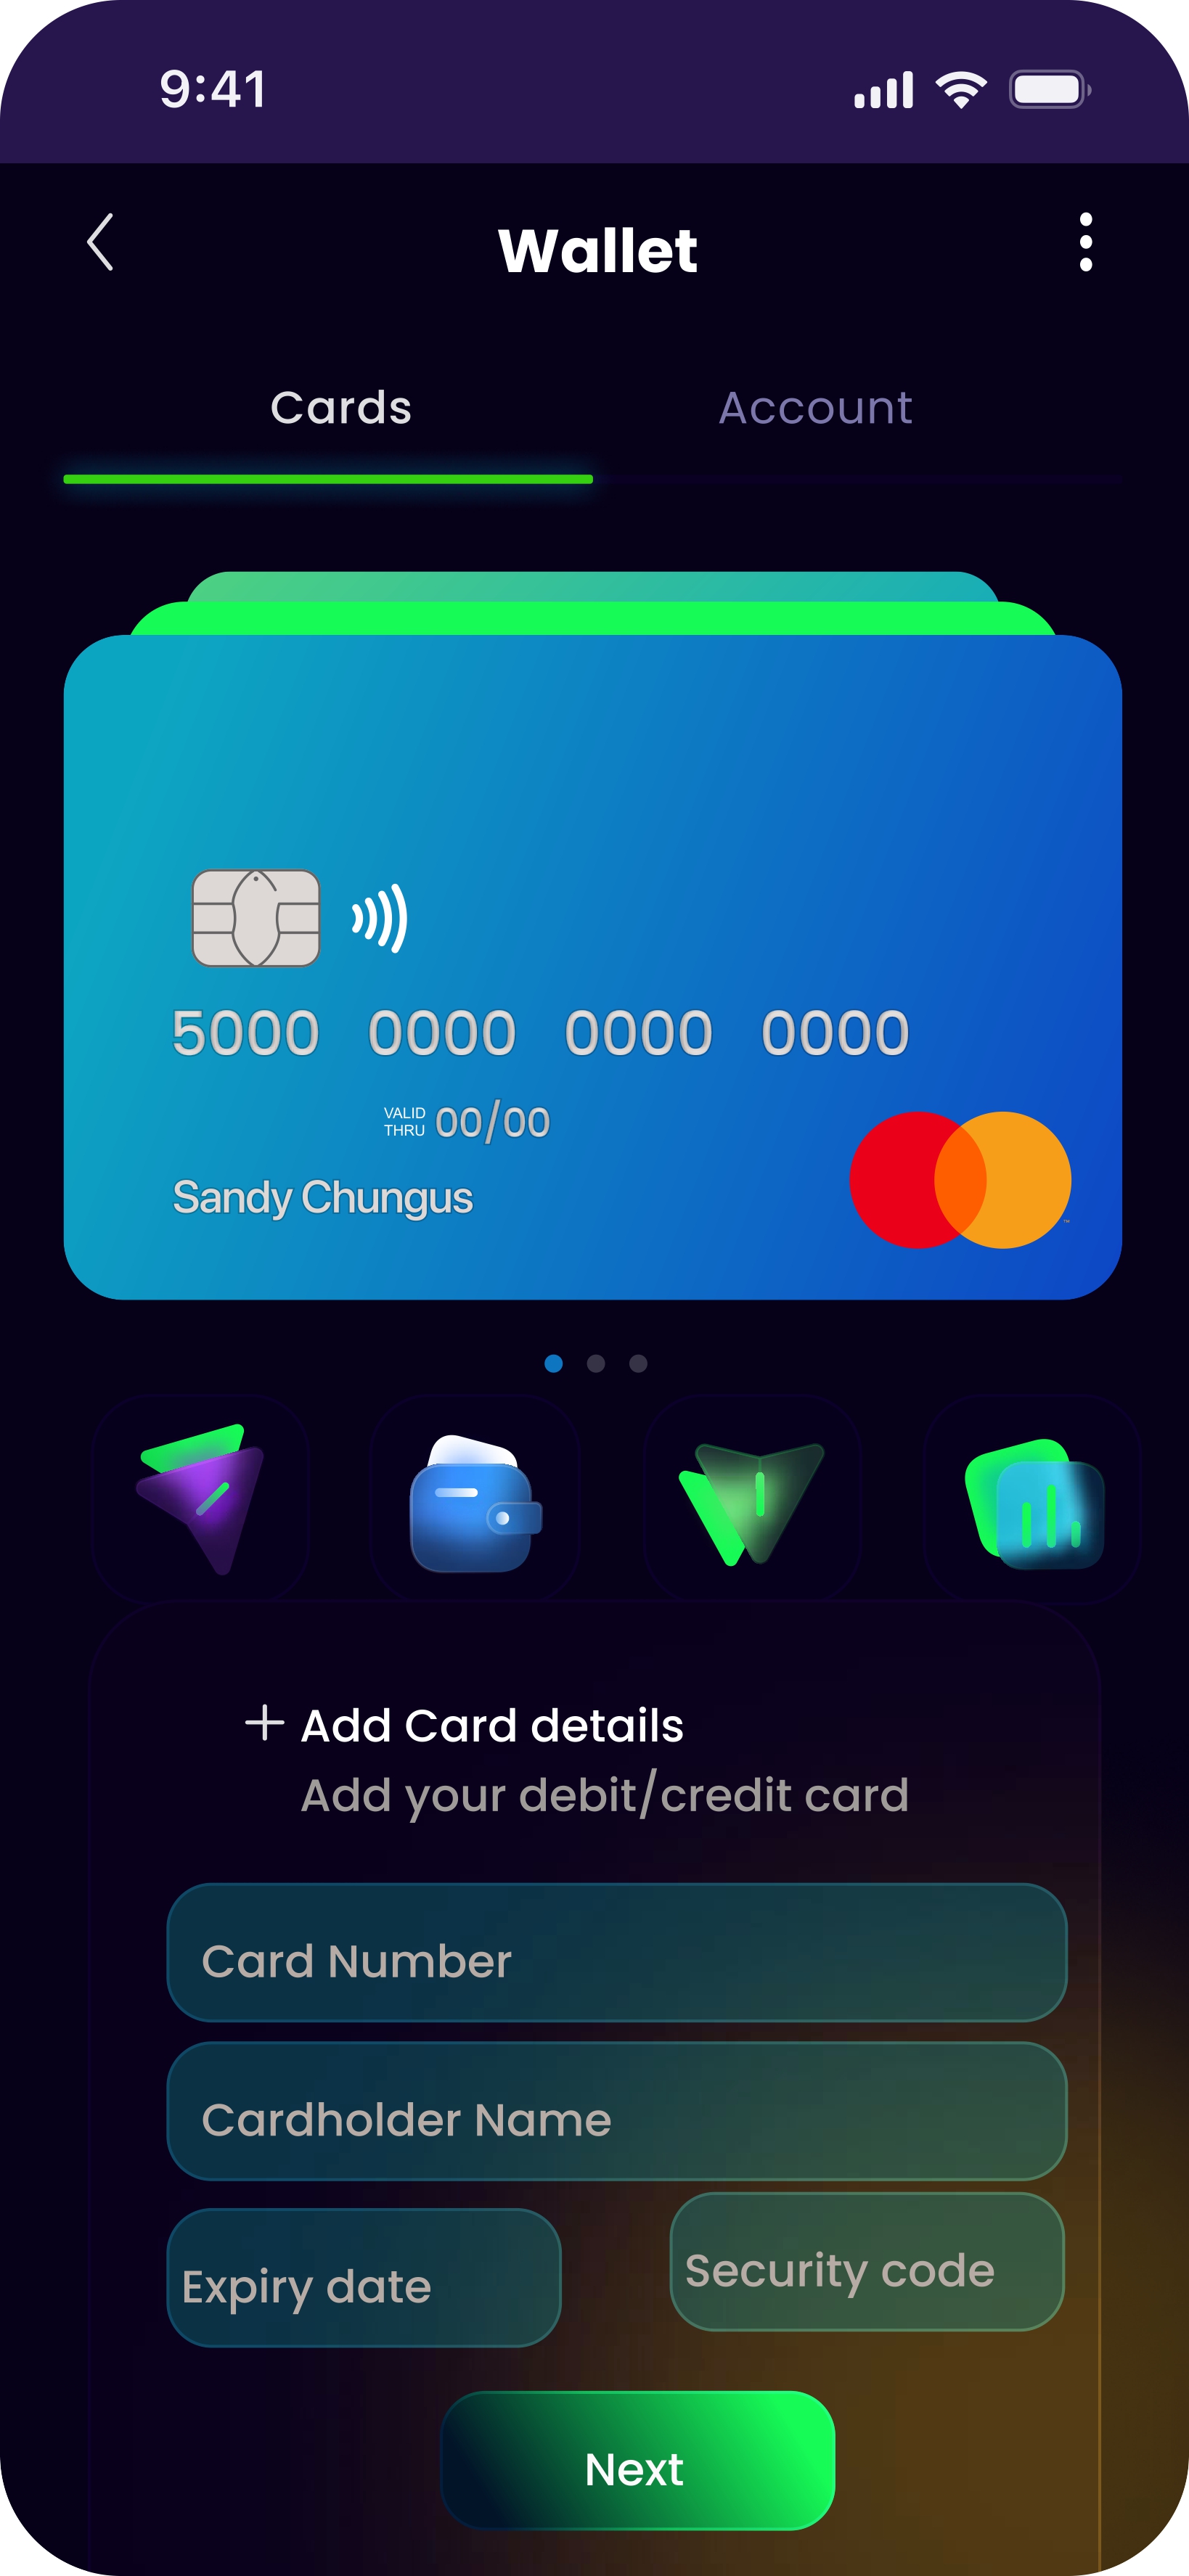 9:41
Wallet
Cards
Account
5000 0000 0000 0000
VALID
THRU
00/00
Sandy Chungus
™
Add Card details
Add your debit/credit card
Card Number
Cardholder Name
Expiry date
Security code
Next